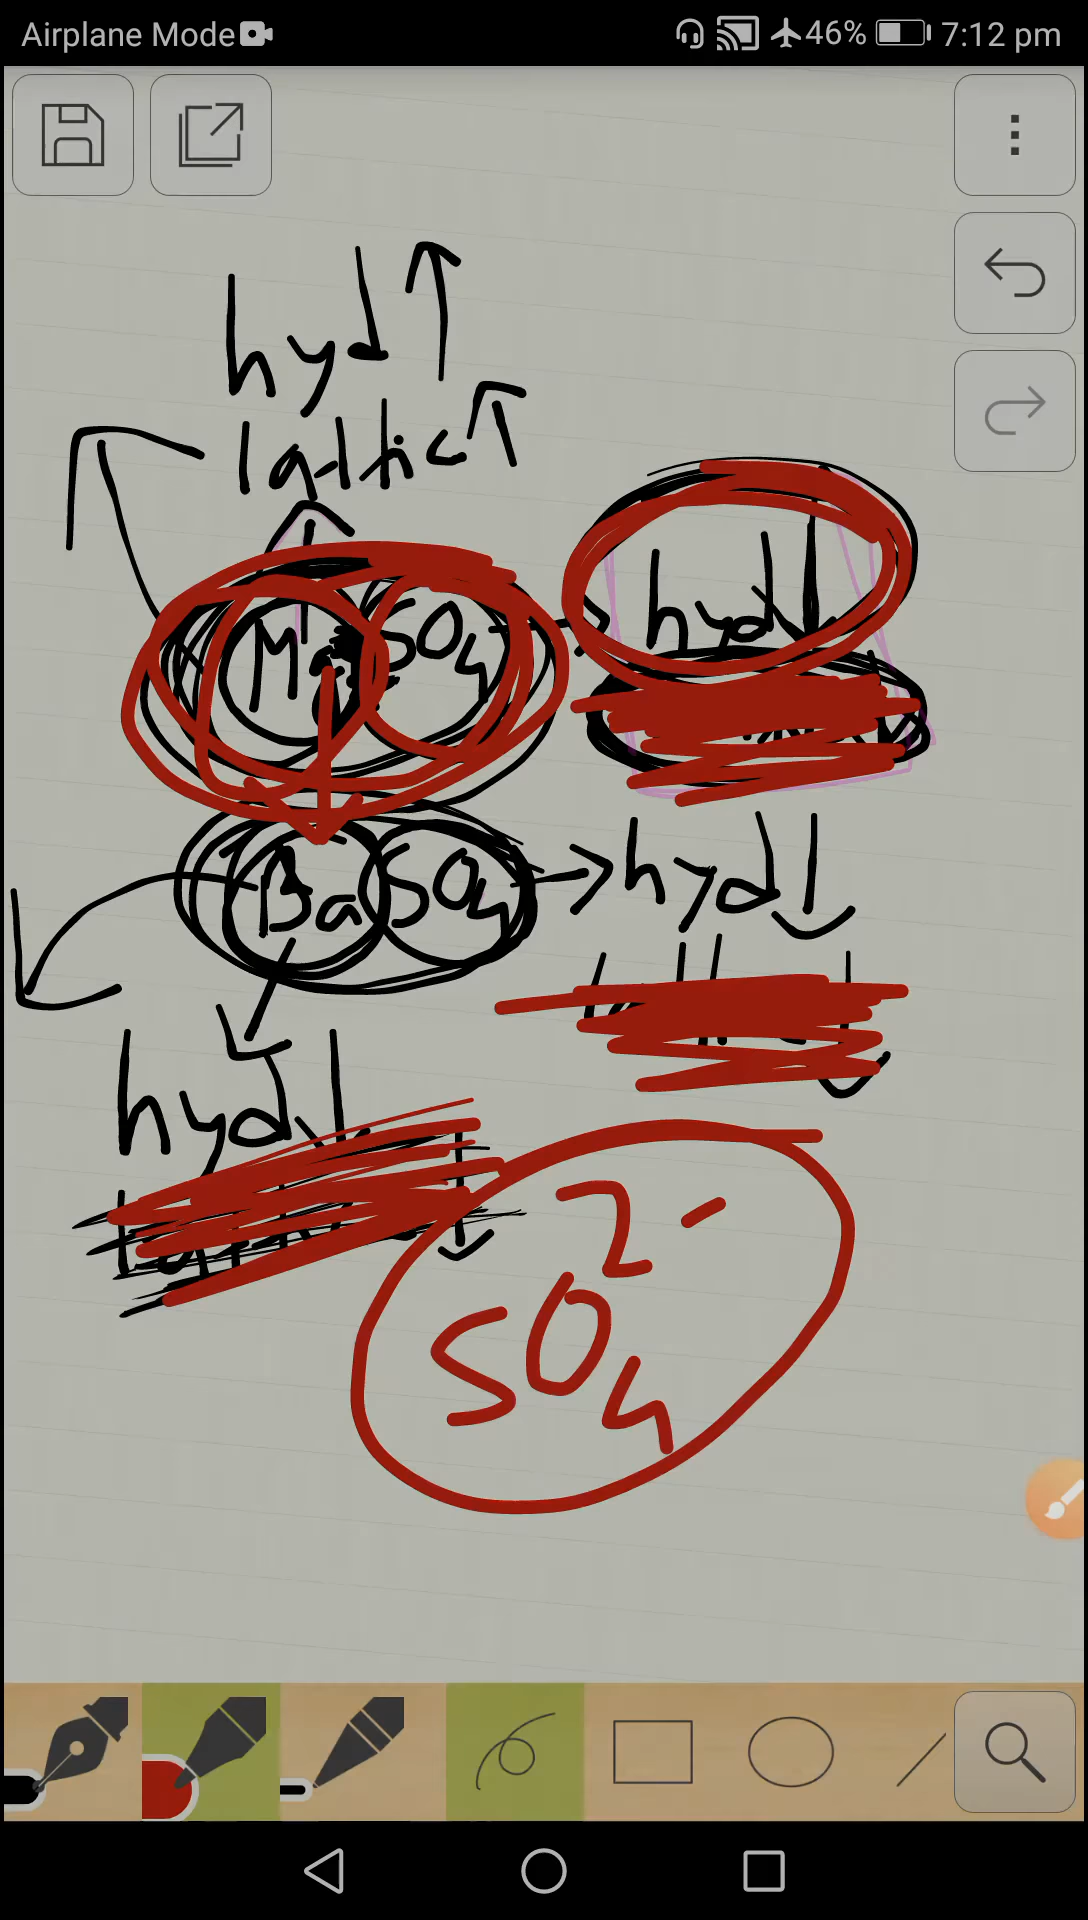 Airplane Mode 46% 7:12 pm
hyd↑
lattic↑
Mg SO4 → hyd↓
Ba SO4 → hyd↓
hyd↓
SO4 2-